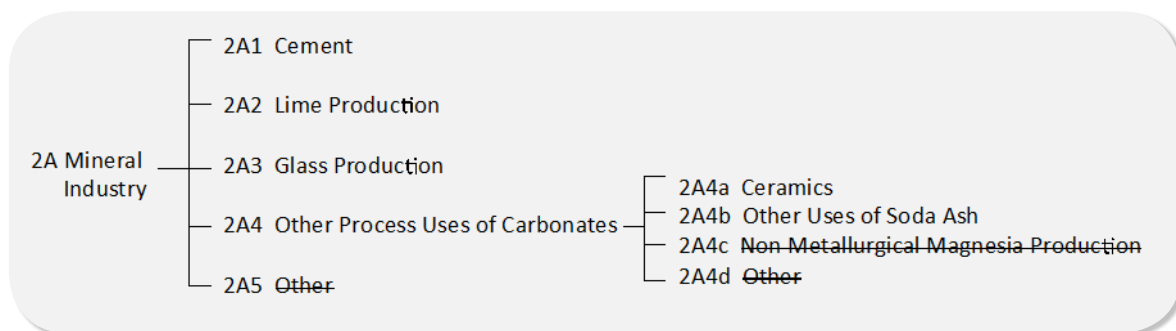 2A1 Cement
2A2 Lime Production
2A Mineral
Industry
2A3 Glass Production
2A4 Other Process Uses of Carbonates
2A5 Other
2A4a Ceramics
2A4b Other Uses of Soda Ash
2A4c Non Metallurgical Magnesia Production
2A4d Other